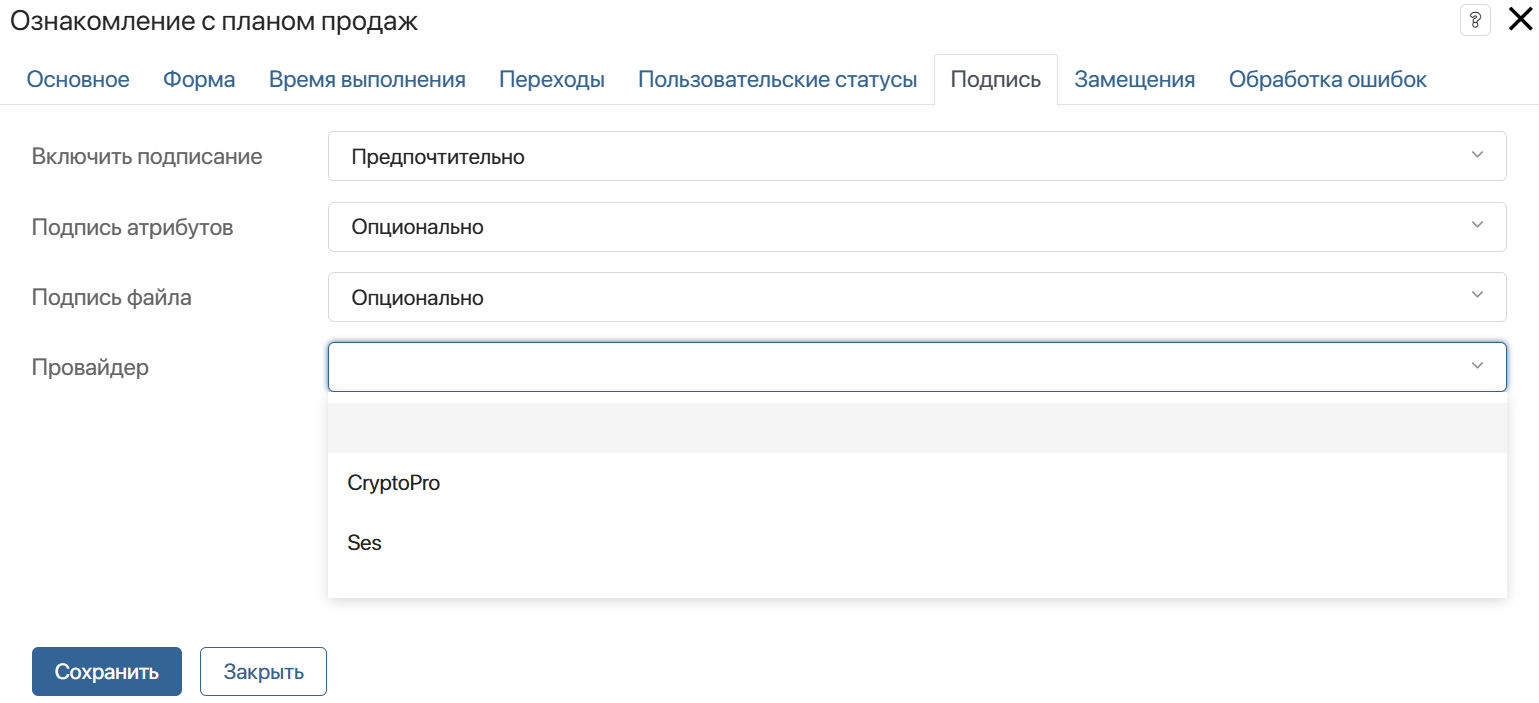 Ознакомление с планом продаж
?
Основное Форма Время выполнения Переходы Пользовательские статусы Подпись Замещения Обработка ошибок
Включить подписание Предпочтительно
Подпись атрибутов Опционально
Подпись файла Опционально
Провайдер
CryptoPro
Ses
Сохранить Закрыть